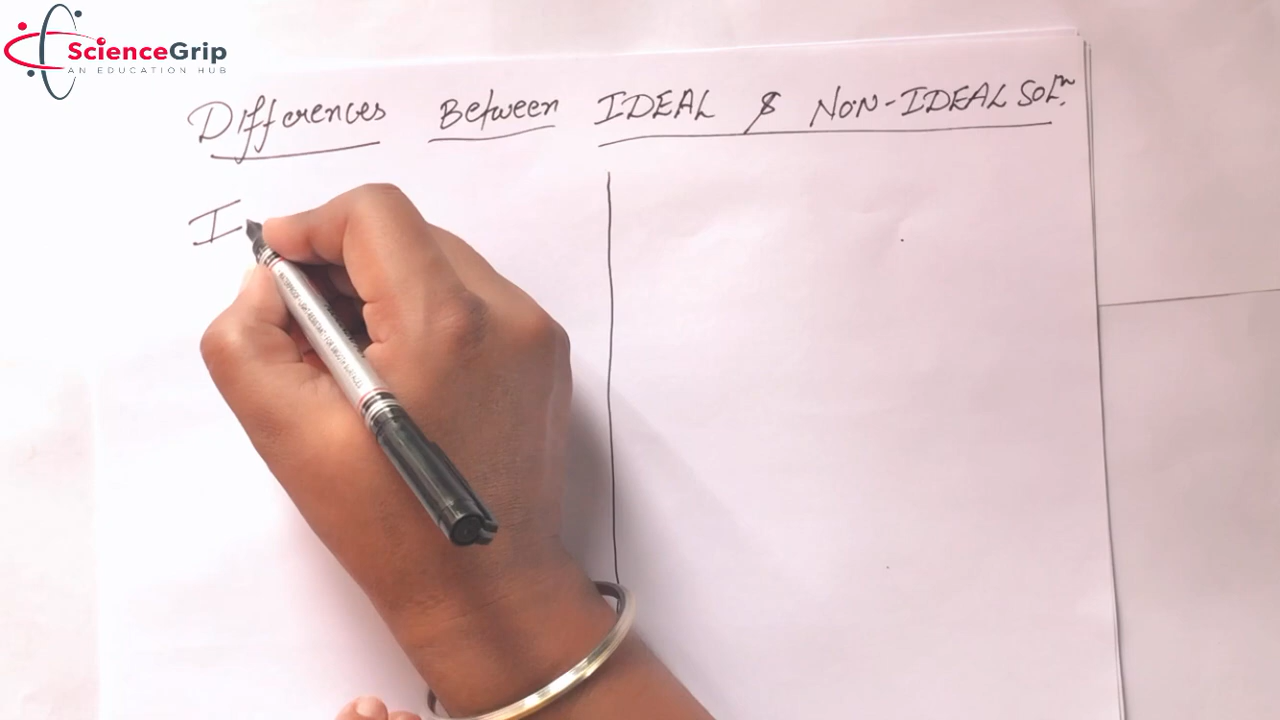 ScienceGrip
AN EDUCATION HUB
Differences Between IDEAL & NON-IDEAL SOLn.
I